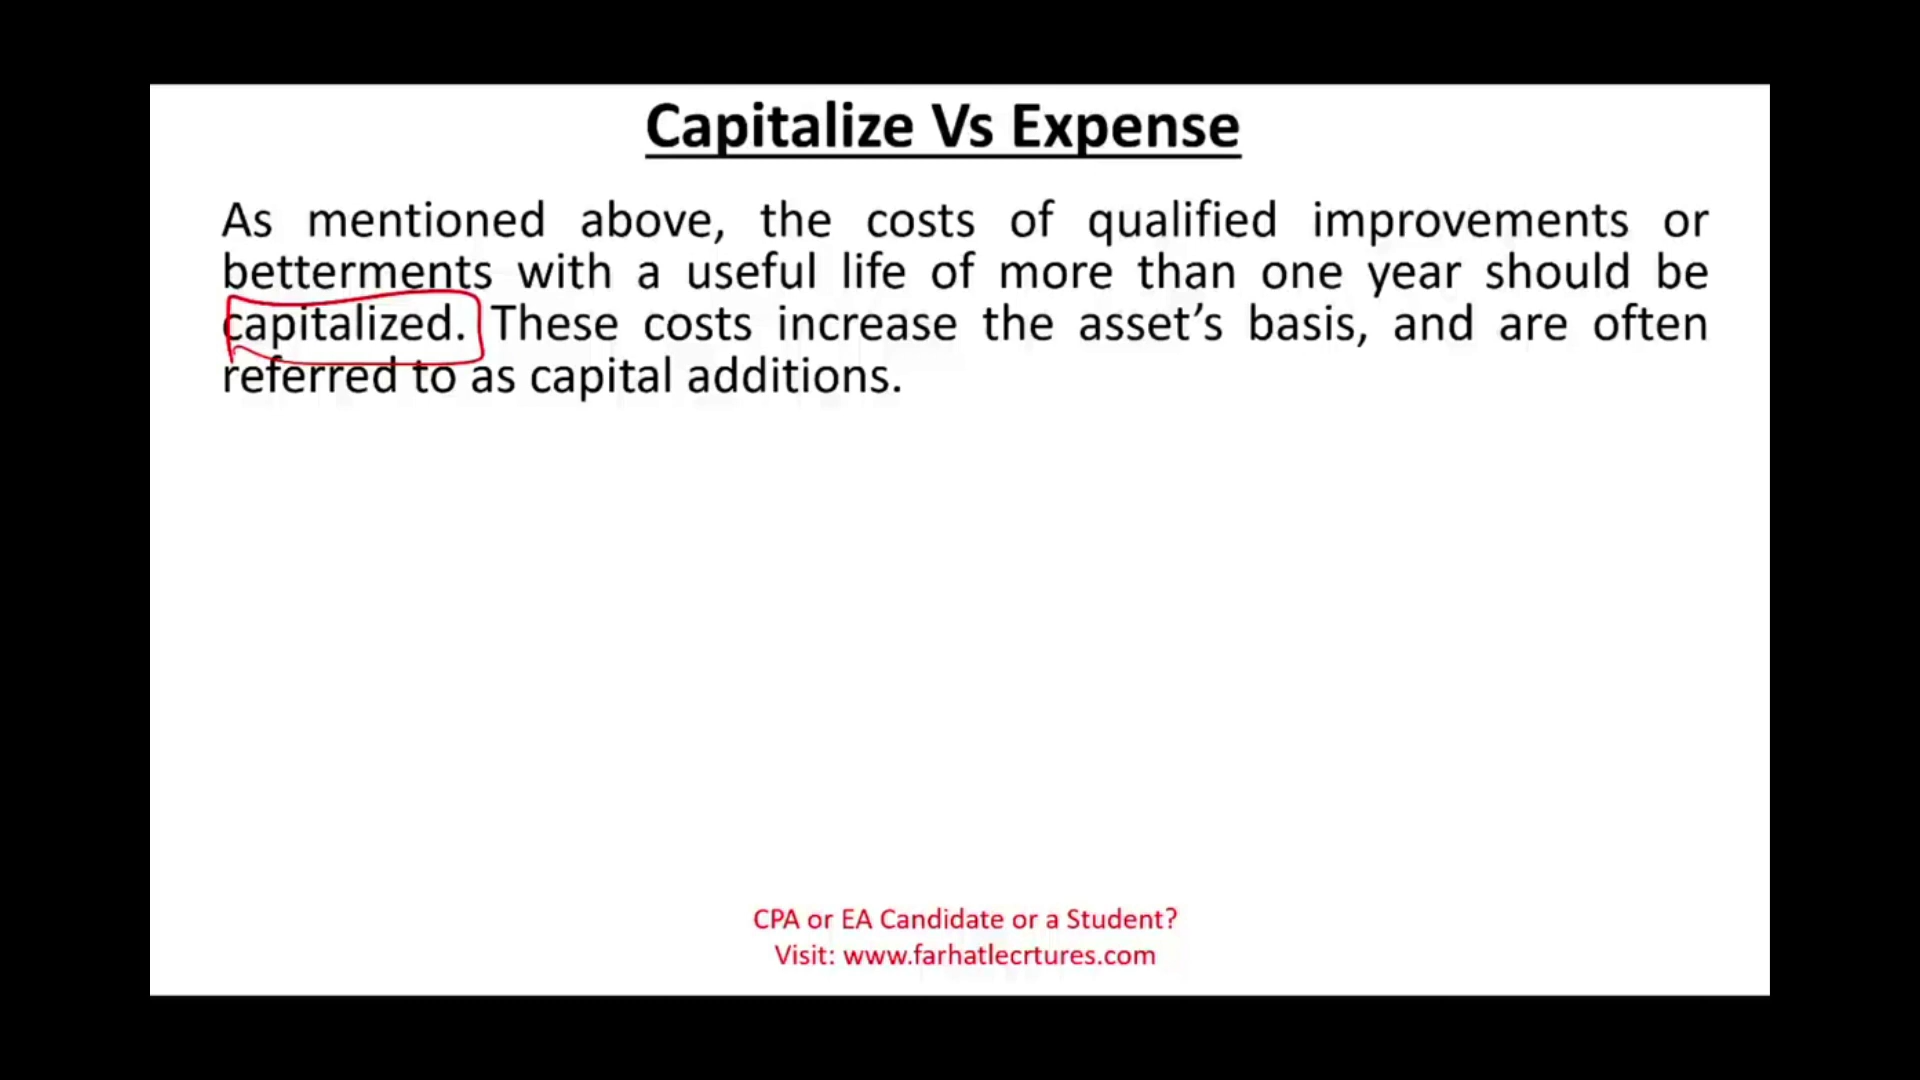 Capitalize Vs Expense
As mentioned above, the costs of qualified improvements or
betterments with a useful life of more than one year should be
capitalized. These costs increase the asset’s basis, and are often
referred to as capital additions.
CPA or EA Candidate or a Student?
Visit: www.farhatlecrtures.com